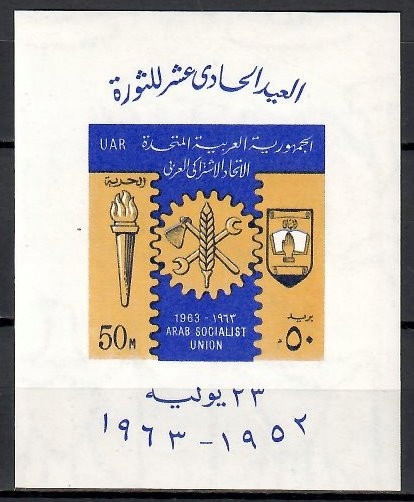 العيد الحادى عشر للثورة
UAR
الجمهورية العربية المتحدة
الاتحاد الاشتراكى العربى
الحرية
1963 - ١٩٦٣
ARAB SOCIALIST
UNION
50 M
بريد
٥٠ م
٢٣ يوليه
١٩٥٢ - ١٩٦٣